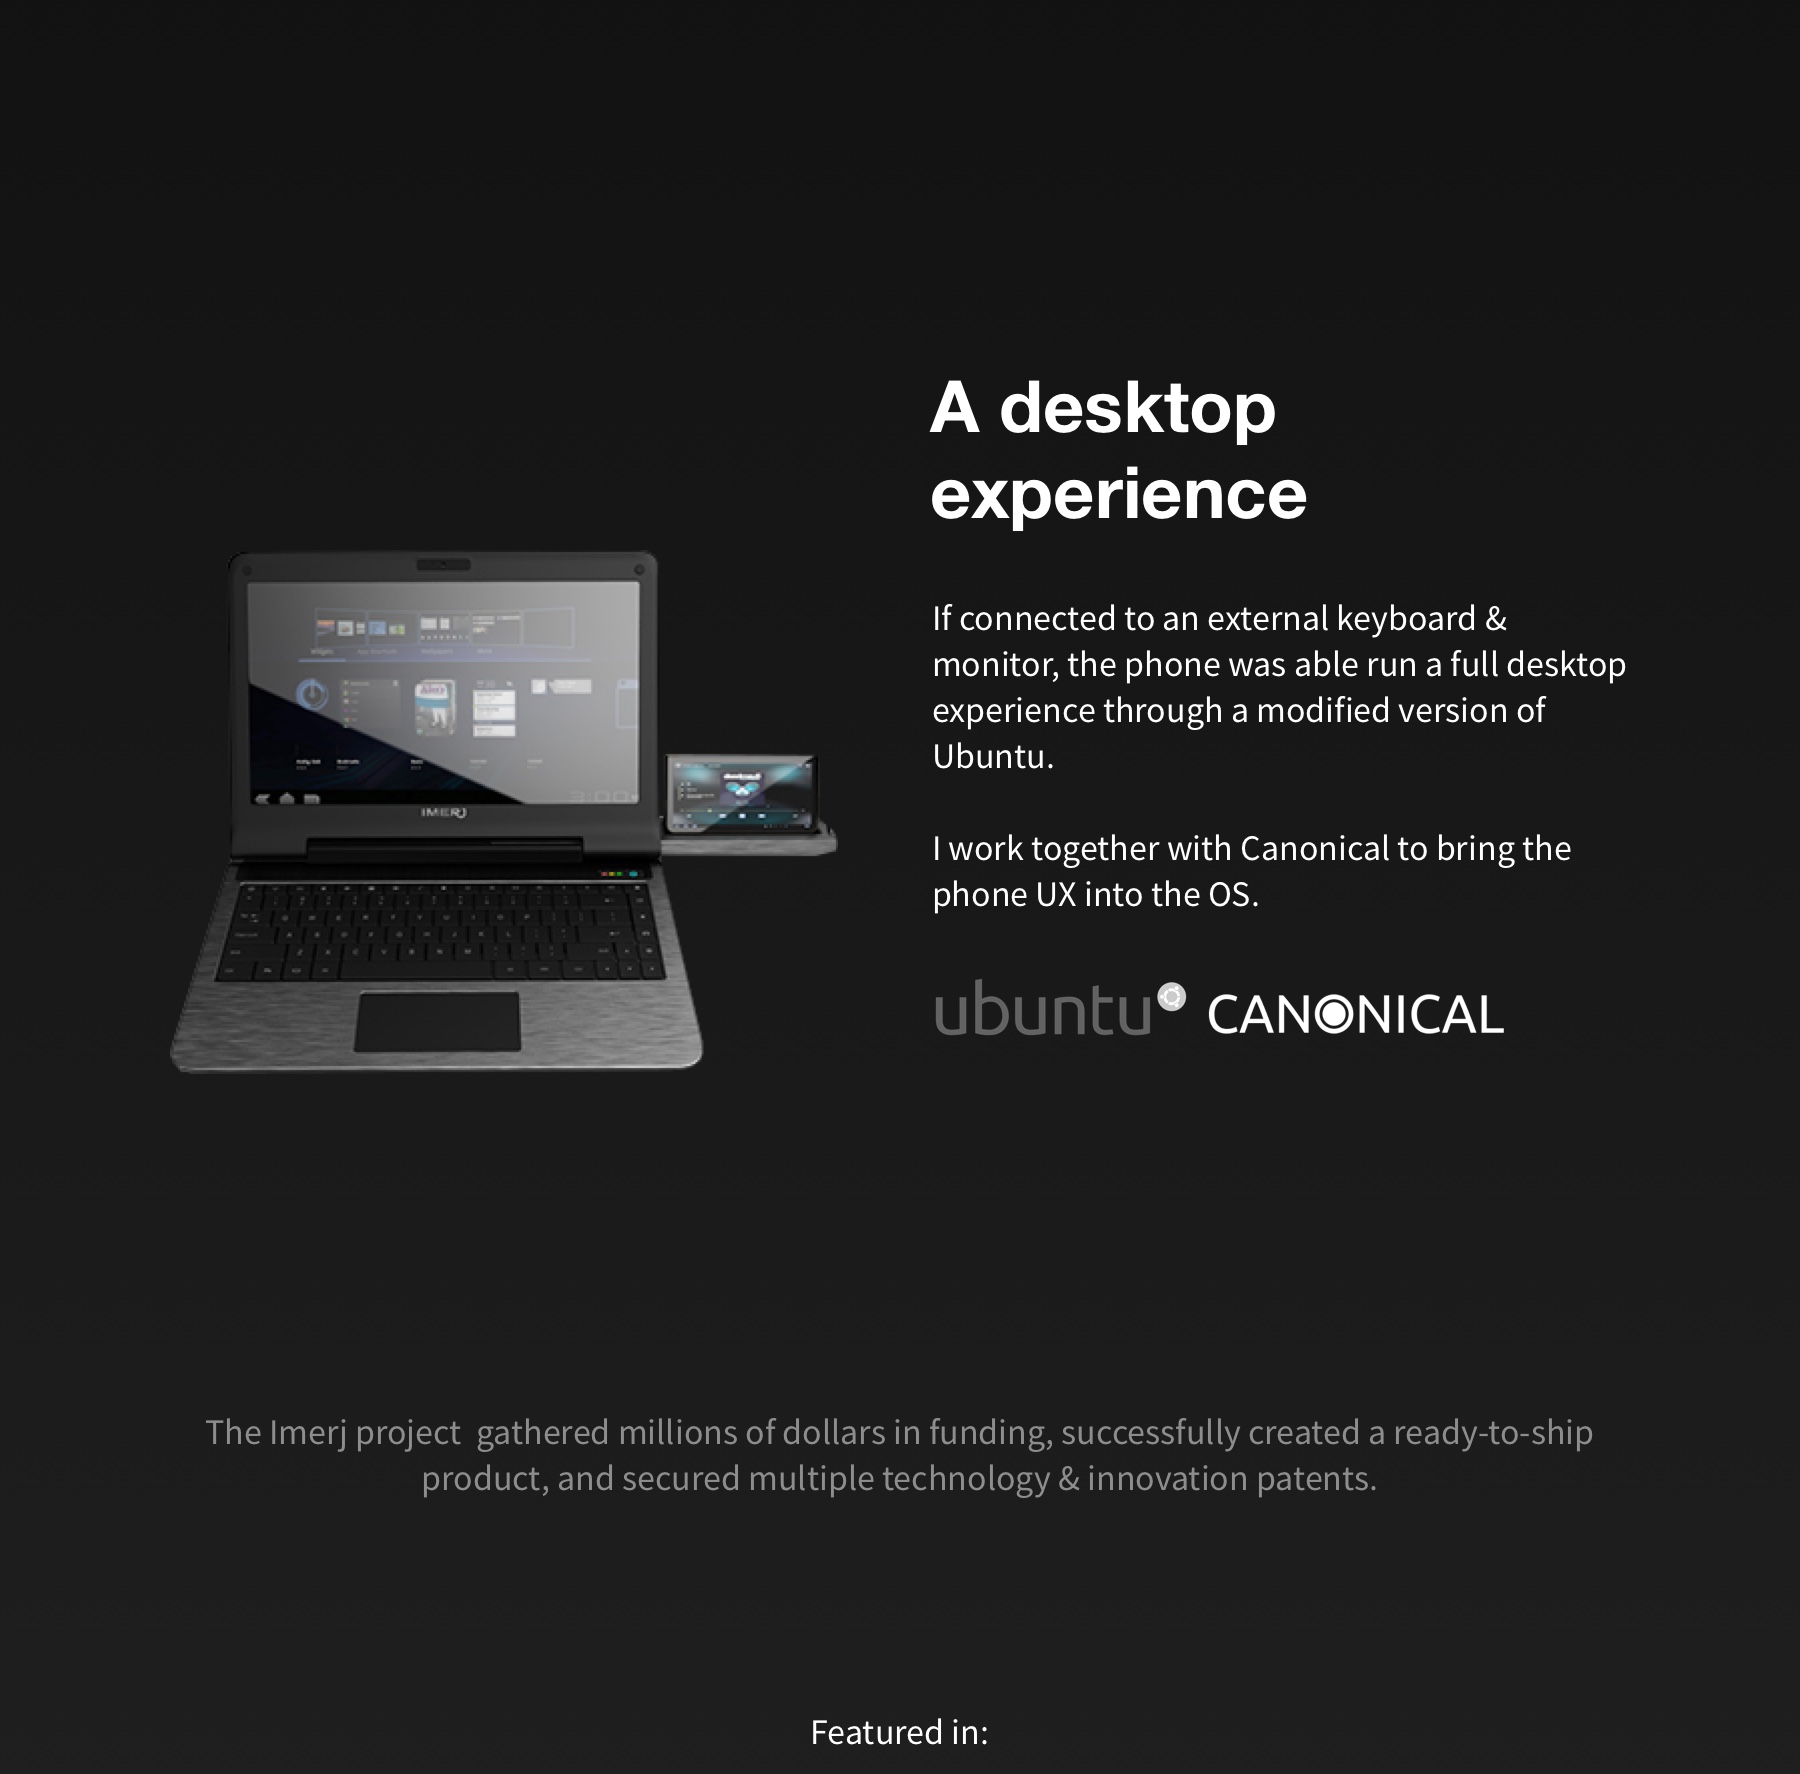 A desktop
experience
If connected to an external keyboard &
monitor, the phone was able run a full desktop
experience through a modified version of
Ubuntu.
I work together with Canonical to bring the
phone UX into the OS.
IMERJ
ubuntu CANONICAL
The Imerj project  gathered millions of dollars in funding, successfully created a ready-to-ship
product, and secured multiple technology & innovation patents.
Featured in: